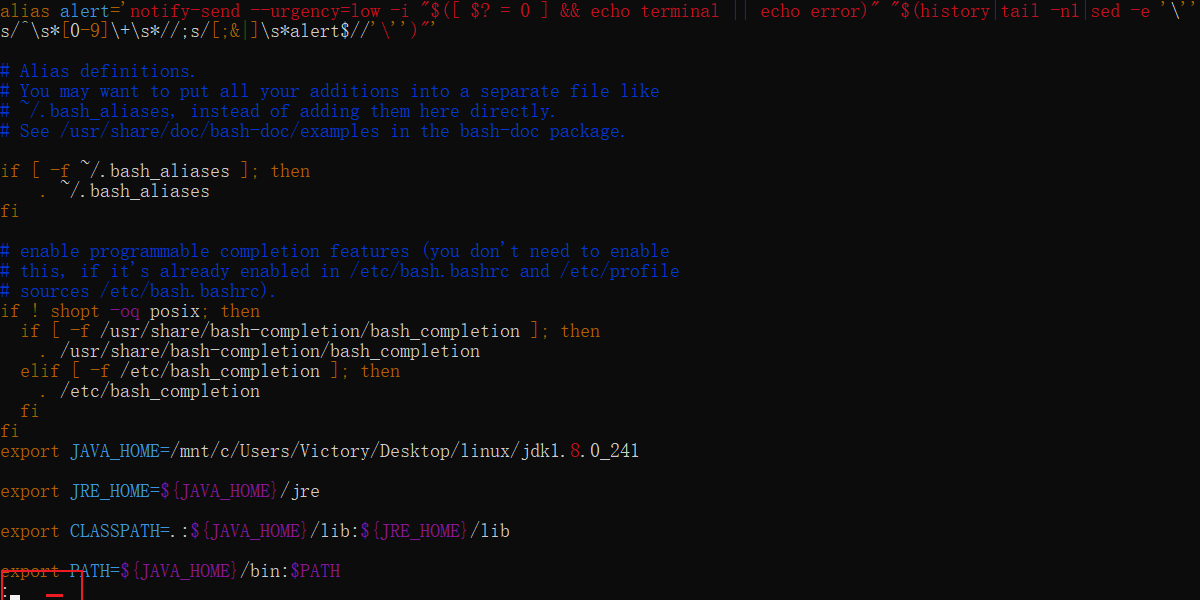 alias alert='notify-send --urgency=low -i "$([ $? = 0 ] && echo terminal || echo error)" "$(history|tail -n1|sed -e '\''
s/^\s*[0-9]\+\s*//;s/[;&|]\s*alert$//'\'')"'
# Alias definitions.
# You may want to put all your additions into a separate file like
# ~/.bash_aliases, instead of adding them here directly.
# See /usr/share/doc/bash-doc/examples in the bash-doc package.
if [ -f ~/.bash_aliases ]; then
    . ~/.bash_aliases
fi
# enable programmable completion features (you don't need to enable
# this, if it's already enabled in /etc/bash.bashrc and /etc/profile
# sources /etc/bash.bashrc).
if ! shopt -oq posix; then
  if [ -f /usr/share/bash-completion/bash_completion ]; then
    . /usr/share/bash-completion/bash_completion
  elif [ -f /etc/bash_completion ]; then
    . /etc/bash_completion
  fi
fi
export JAVA_HOME=/mnt/c/Users/Victory/Desktop/linux/jdk1.8.0_241
export JRE_HOME=${JAVA_HOME}/jre
export CLASSPATH=.:${JAVA_HOME}/lib:${JRE_HOME}/lib
export PATH=${JAVA_HOME}/bin:$PATH
: